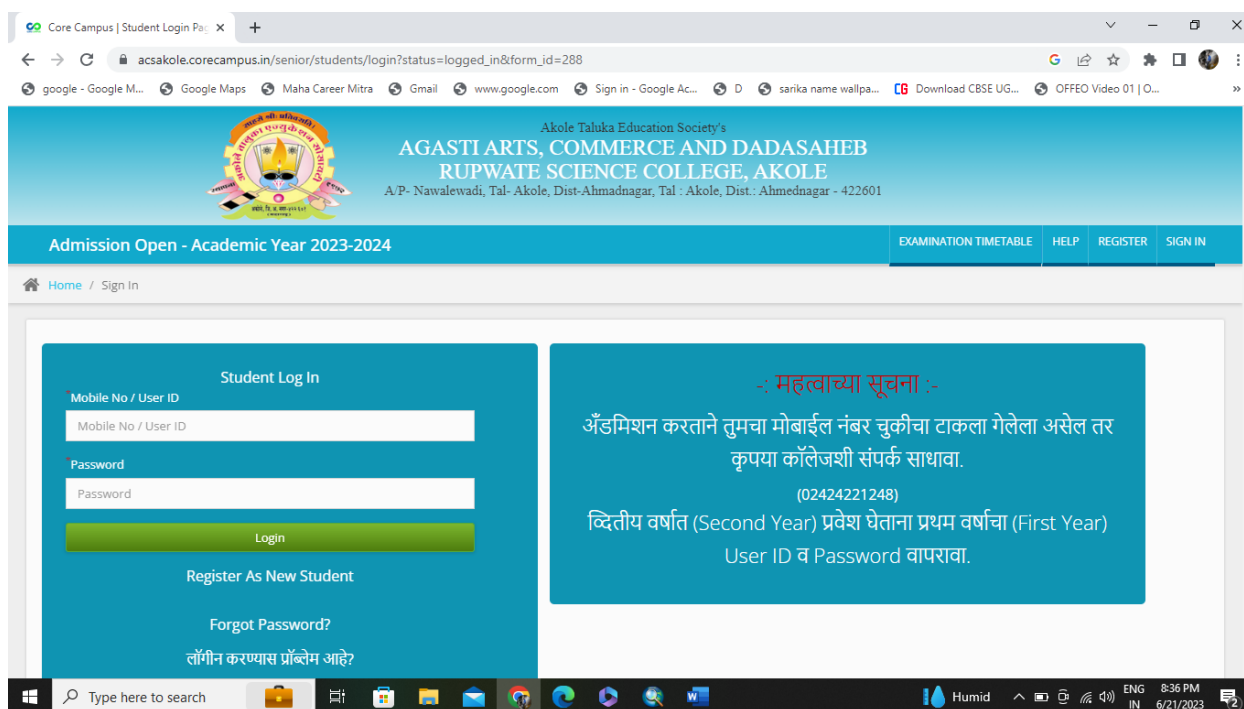 Core Campus | Student Login Pag
acsakole.corecampus.in/senior/students/login?status=logged_in&form_id=288
google - Google M... Google Maps Maha Career Mitra Gmail www.google.com Sign in - Google Ac... D sarika name wallpa... CG Download CBSE UG... OFFEO Video 01 | O... »
Akole Taluka Education Society's
AGASTI ARTS, COMMERCE AND DADASAHEB
RUPWATE SCIENCE COLLEGE, AKOLE
A/P- Nawalewadi, Tal- Akole, Dist-Ahmadnagar, Tal : Akole, Dist.: Ahmednagar - 422601
Admission Open - Academic Year 2023-2024
EXAMINATION TIMETABLE HELP REGISTER SIGN IN
Home / Sign In
Student Log In
*Mobile No / User ID
Mobile No / User ID
*Password
Password
Login
Register As New Student
Forgot Password?
लॉगीन करण्यास प्रॉब्लेम आहे?
-: महत्वाच्या सूचना :-
अँडमिशन करताने तुमचा मोबाईल नंबर चुकीचा टाकला गेलेला असेल तर
कृपया कॉलेजशी संपर्क साधावा.
(02424221248)
व्दितीय वर्षात (Second Year) प्रवेश घेताना प्रथम वर्षाचा (First Year)
User ID व Password वापरावा.
Type here to search
Humid
ENG
IN
8:36 PM
6/21/2023
2